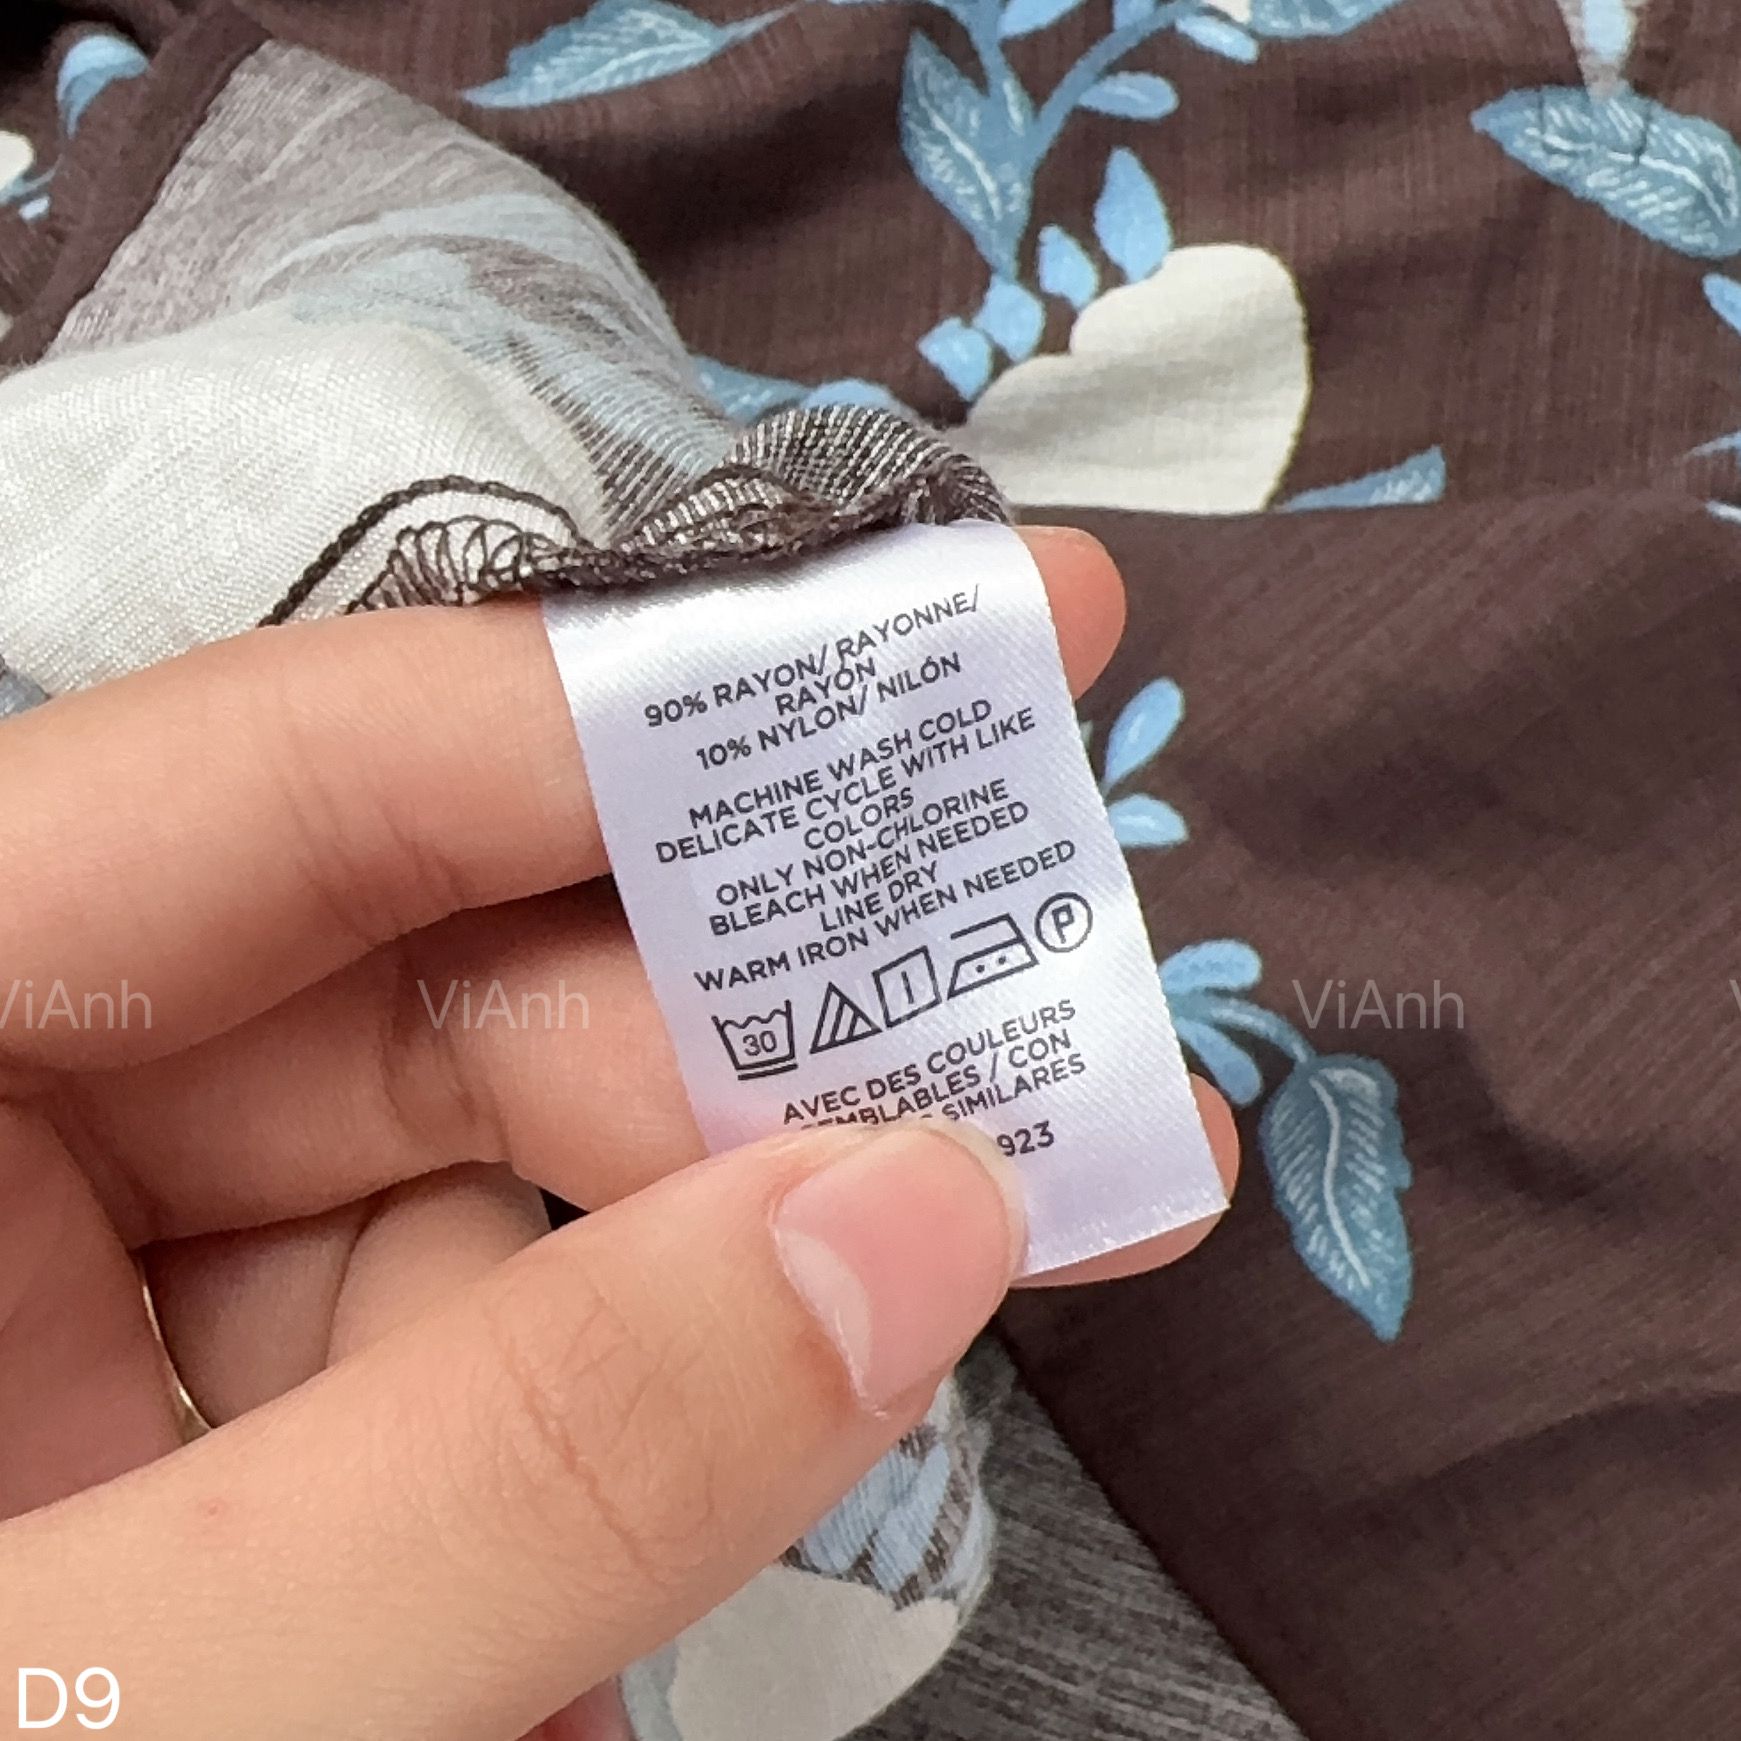 90% RAYON/ RAYONNE/
RAYÓN
10% NYLON/ NILÓN
MACHINE WASH COLD
DELICATE CYCLE WITH LIKE
COLORS
ONLY NON-CHLORINE
BLEACH WHEN NEEDED
LINE DRY
WARM IRON WHEN NEEDED
30 P
AVEC DES COULEURS
SEMBLABLES / CON
SIMILARES
923
ViAnh ViAnh ViAnh
D9